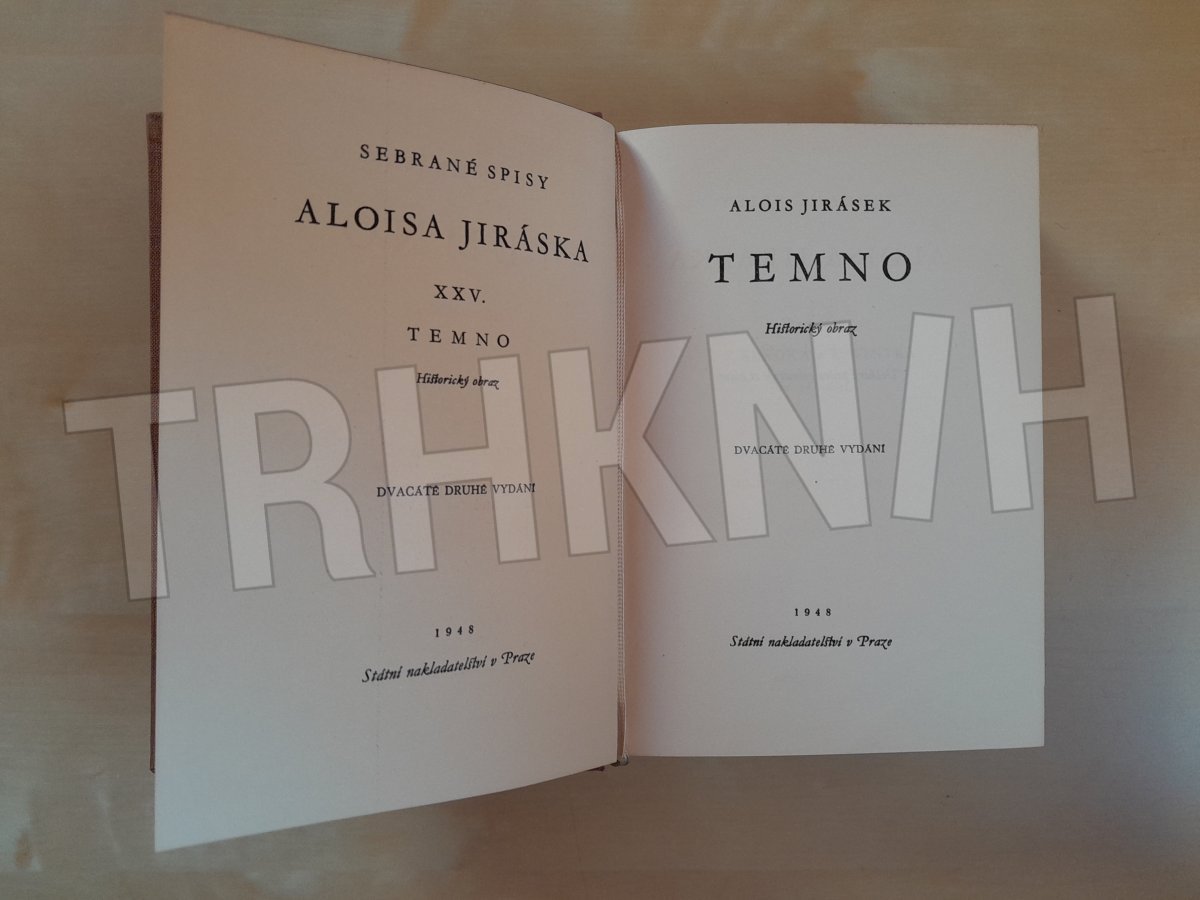 SEBRANÉ SPISY
ALOISA JIRÁSKA
XXV.
TEMNO
Historický obraz
DVACÁTÉ DRUHÉ VYDÁNÍ
1948
Státní nakladatelství v Praze
ALOIS JIRÁSEK
TEMNO
Historický obraz
DVACÁTÉ DRUHÉ VYDÁNÍ
1948
Státní nakladatelství v Praze
TRHKNIH